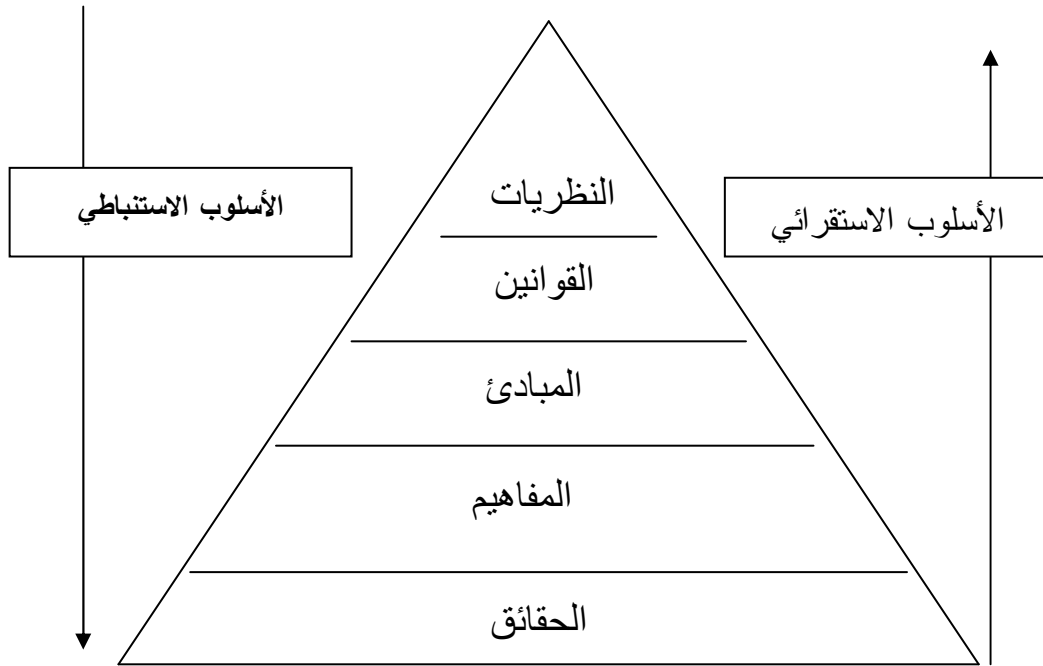 النظريات
الأسلوب الاستنباطي
الأسلوب الاستقرائي
القوانين
المبادئ
المفاهيم
الحقائق